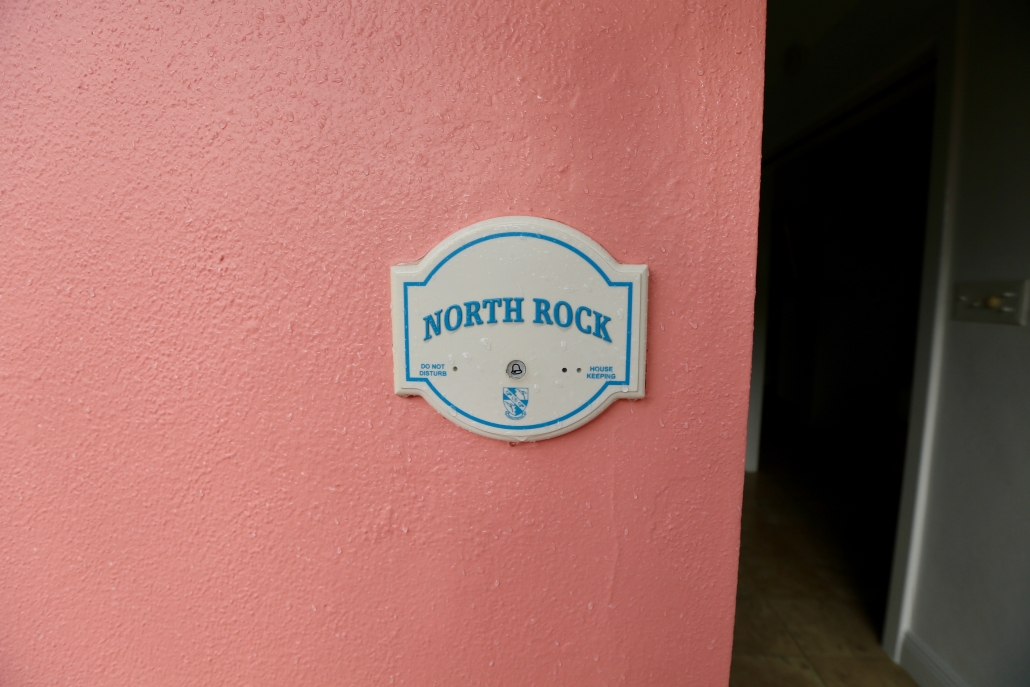 NORTH ROCK
DO NOT
DISTURB
HOUSE
KEEPING